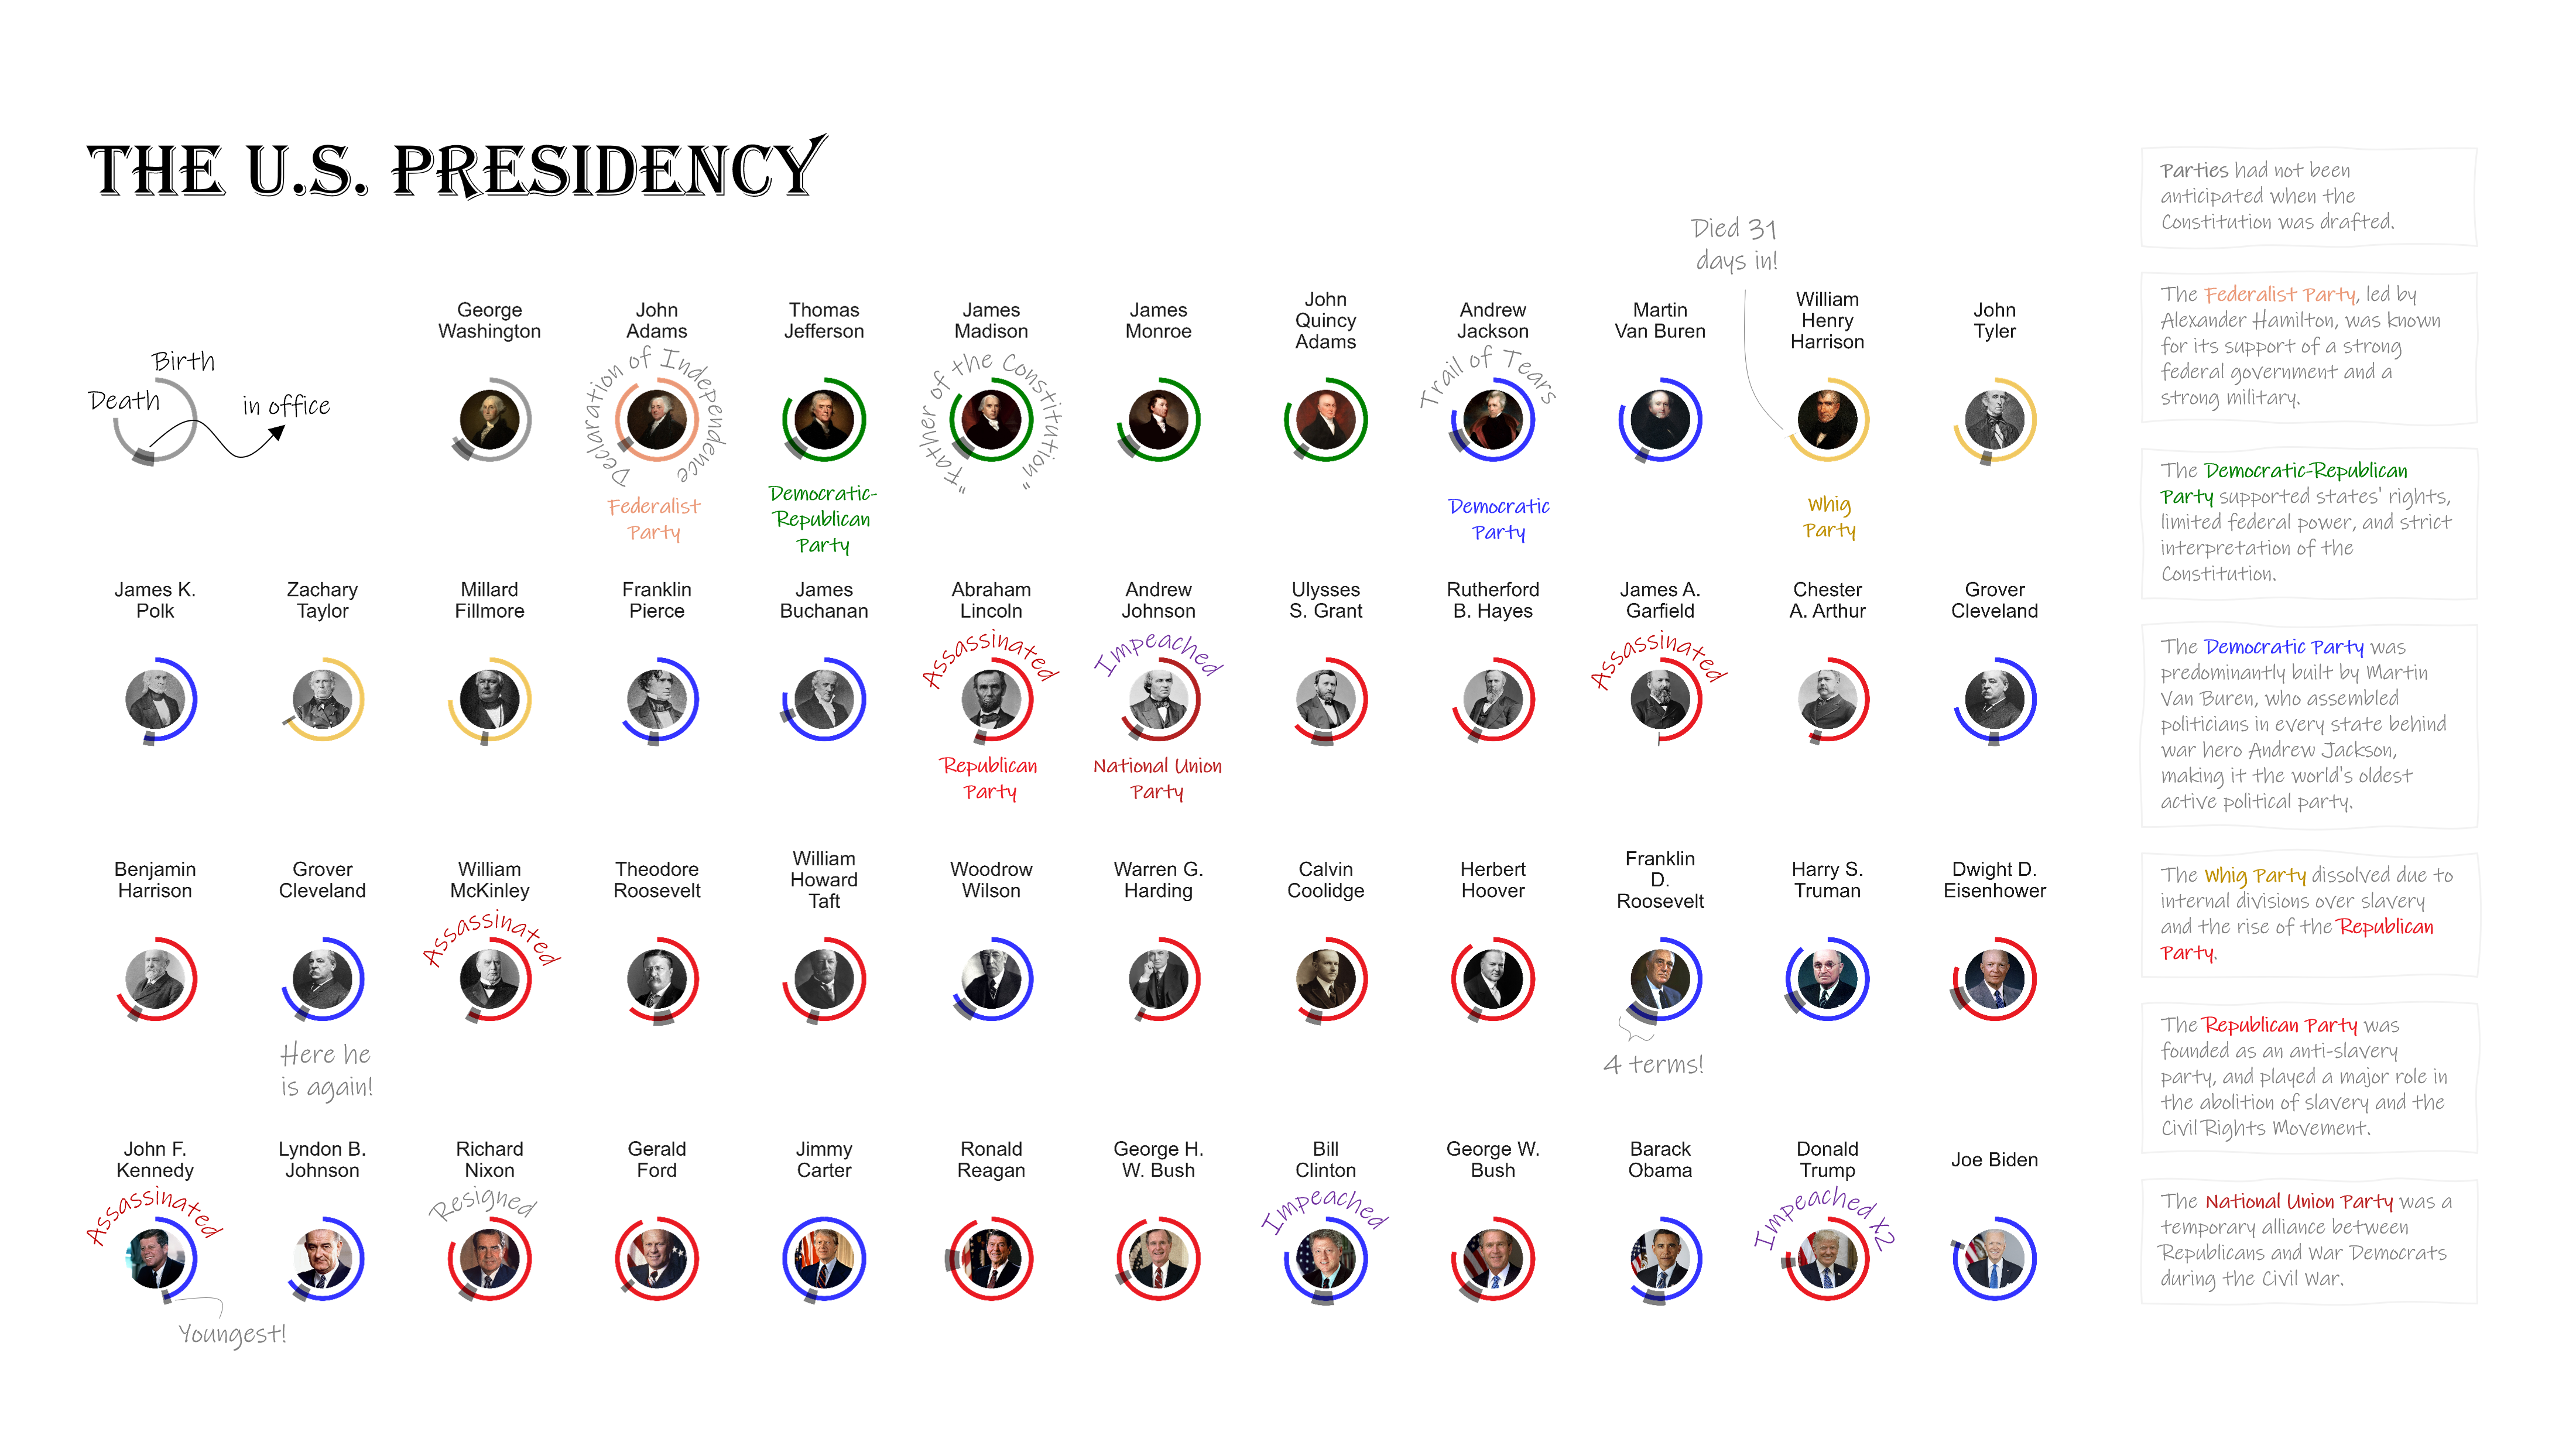 THE U.S. PRESIDENCY
Birth
Death
in office
George
Washington
John
Adams
Declaration of Independence
Federalist
Party
Thomas
Jefferson
Democratic-
Republican
Party
James
Madison
"Father of the Constitution"
James
Monroe
John
Quincy
Adams
Andrew
Jackson
Trail of Tears
Democratic
Party
Martin
Van Buren
Died 31
days in!
William
Henry
Harrison
Whig
Party
John
Tyler
James K.
Polk
Zachary
Taylor
Millard
Fillmore
Franklin
Pierce
James
Buchanan
Abraham
Lincoln
Assassinated
Republican
Party
Andrew
Johnson
Impeached
National Union
Party
Ulysses
S. Grant
Rutherford
B. Hayes
James A.
Garfield
Assassinated
Chester
A. Arthur
Grover
Cleveland
Benjamin
Harrison
Grover
Cleveland
Here he
is again!
William
McKinley
Assassinated
Theodore
Roosevelt
William
Howard
Taft
Woodrow
Wilson
Warren G.
Harding
Calvin
Coolidge
Herbert
Hoover
Franklin
D.
Roosevelt
4 terms!
Harry S.
Truman
Dwight D.
Eisenhower
John F.
Kennedy
Assassinated
Youngest!
Lyndon B.
Johnson
Richard
Nixon
Resigned
Gerald
Ford
Jimmy
Carter
Ronald
Reagan
George H.
W. Bush
Bill
Clinton
Impeached
George W.
Bush
Barack
Obama
Donald
Trump
Impeached X2
Joe Biden
Parties had not been
anticipated when the
Constitution was drafted.
The Federalist Party, led by
Alexander Hamilton, was known
for its support of a strong
federal government and a
strong military.
The Democratic-Republican
Party supported states' rights,
limited federal power, and strict
interpretation of the
Constitution.
The Democratic Party was
predominantly built by Martin
Van Buren, who assembled
politicians in every state behind
war hero Andrew Jackson,
making it the world's oldest
active political party.
The Whig Party dissolved due to
internal divisions over slavery
and the rise of the Republican
Party.
The Republican Party was
founded as an anti-slavery
party, and played a major role in
the abolition of slavery and the
Civil Rights Movement.
The National Union Party was a
temporary alliance between
Republicans and War Democrats
during the Civil War.